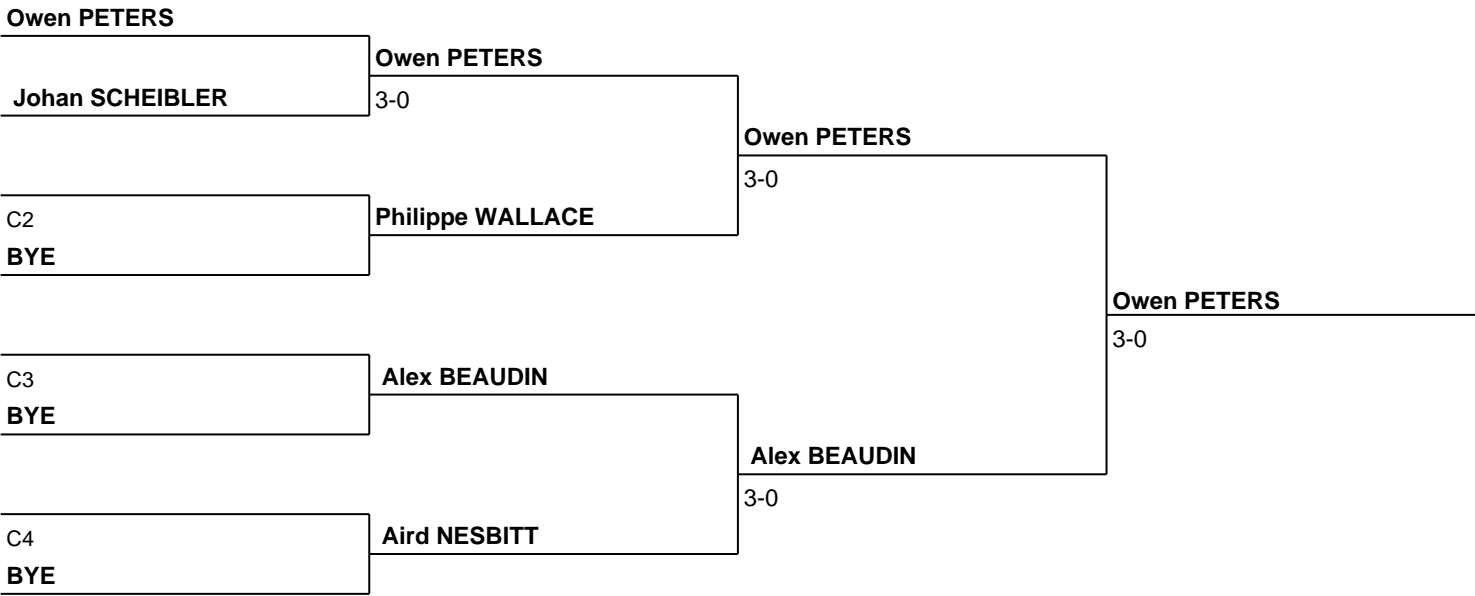 Owen PETERS
Owen PETERS
Johan SCHEIBLER
3-0
Owen PETERS
3-0
C2
Philippe WALLACE
BYE
Owen PETERS
3-0
C3
Alex BEAUDIN
BYE
Alex BEAUDIN
3-0
C4
Aird NESBITT
BYE